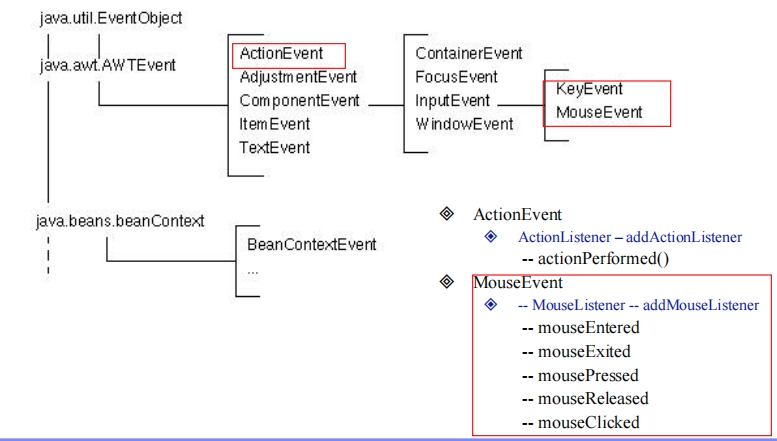 java.util.EventObject
java.awt.AWTEvent
ActionEvent
AdjustmentEvent
ComponentEvent
ItemEvent
TextEvent
ContainerEvent
FocusEvent
InputEvent
WindowEvent
KeyEvent
MouseEvent
java.beans.beanContext
BeanContextEvent
...
ActionEvent
ActionListener – addActionListener
-- actionPerformed()
MouseEvent
-- MouseListener -- addMouseListener
-- mouseEntered
-- mouseExited
-- mousePressed
-- mouseReleased
-- mouseClicked